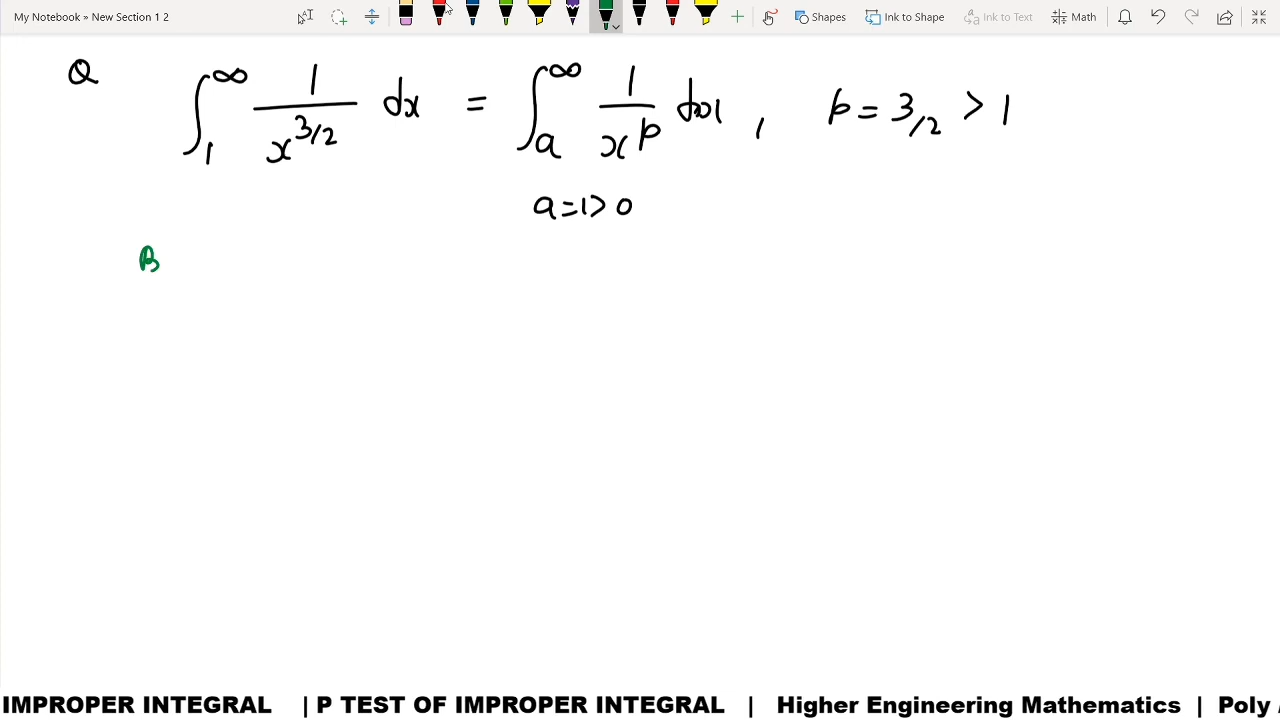 My Notebook » New Section 1 2
Shapes Ink to Shape Ink to Text Math
Q ∫₁^∞ 1/x^{3/2} dx = ∫ₐ^∞ 1/x^p dx, p = 3/2 > 1
a=1>0
B
IMPROPER INTEGRAL | P TEST OF IMPROPER INTEGRAL | Higher Engineering Mathematics | Poly